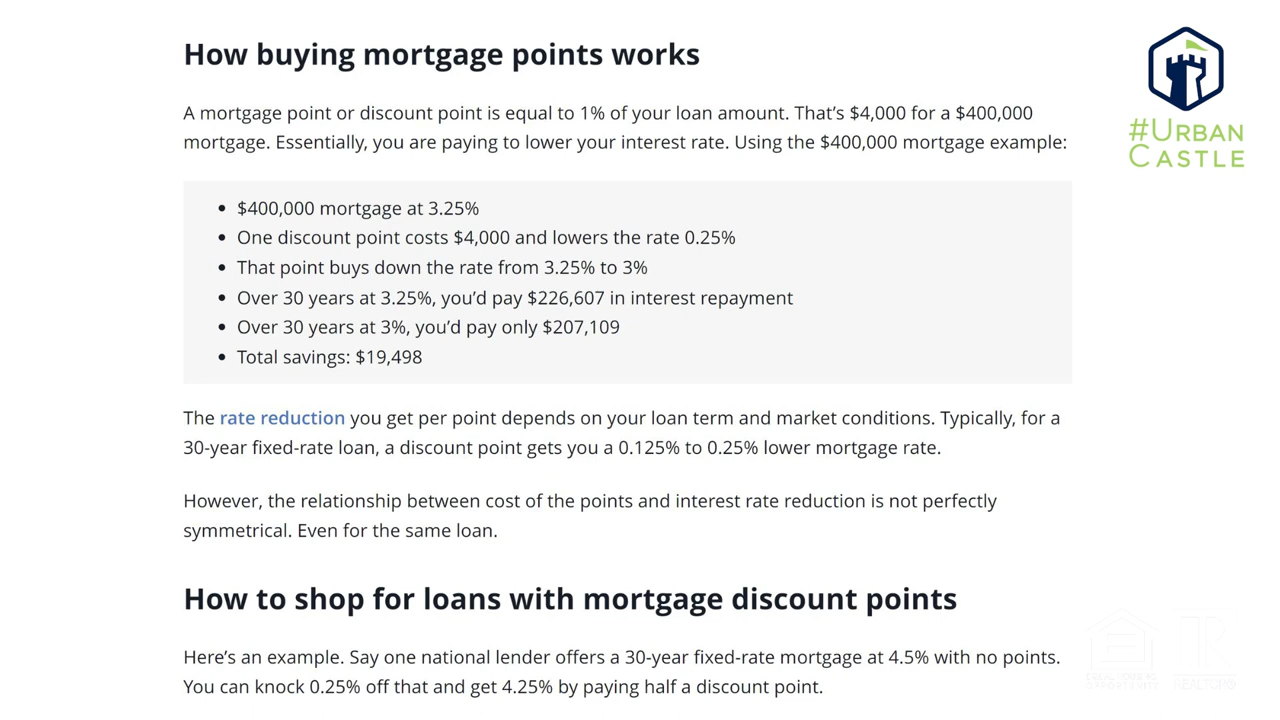 How buying mortgage points works
#URBAN
CASTLE
A mortgage point or discount point is equal to 1% of your loan amount. That’s $4,000 for a $400,000
mortgage. Essentially, you are paying to lower your interest rate. Using the $400,000 mortgage example:
• $400,000 mortgage at 3.25%
• One discount point costs $4,000 and lowers the rate 0.25%
• That point buys down the rate from 3.25% to 3%
• Over 30 years at 3.25%, you’d pay $226,607 in interest repayment
• Over 30 years at 3%, you’d pay only $207,109
• Total savings: $19,498
The rate reduction you get per point depends on your loan term and market conditions. Typically, for a
30-year fixed-rate loan, a discount point gets you a 0.125% to 0.25% lower mortgage rate.
However, the relationship between cost of the points and interest rate reduction is not perfectly
symmetrical. Even for the same loan.
How to shop for loans with mortgage discount points
Here’s an example. Say one national lender offers a 30-year fixed-rate mortgage at 4.5% with no points.
You can knock 0.25% off that and get 4.25% by paying half a discount point.